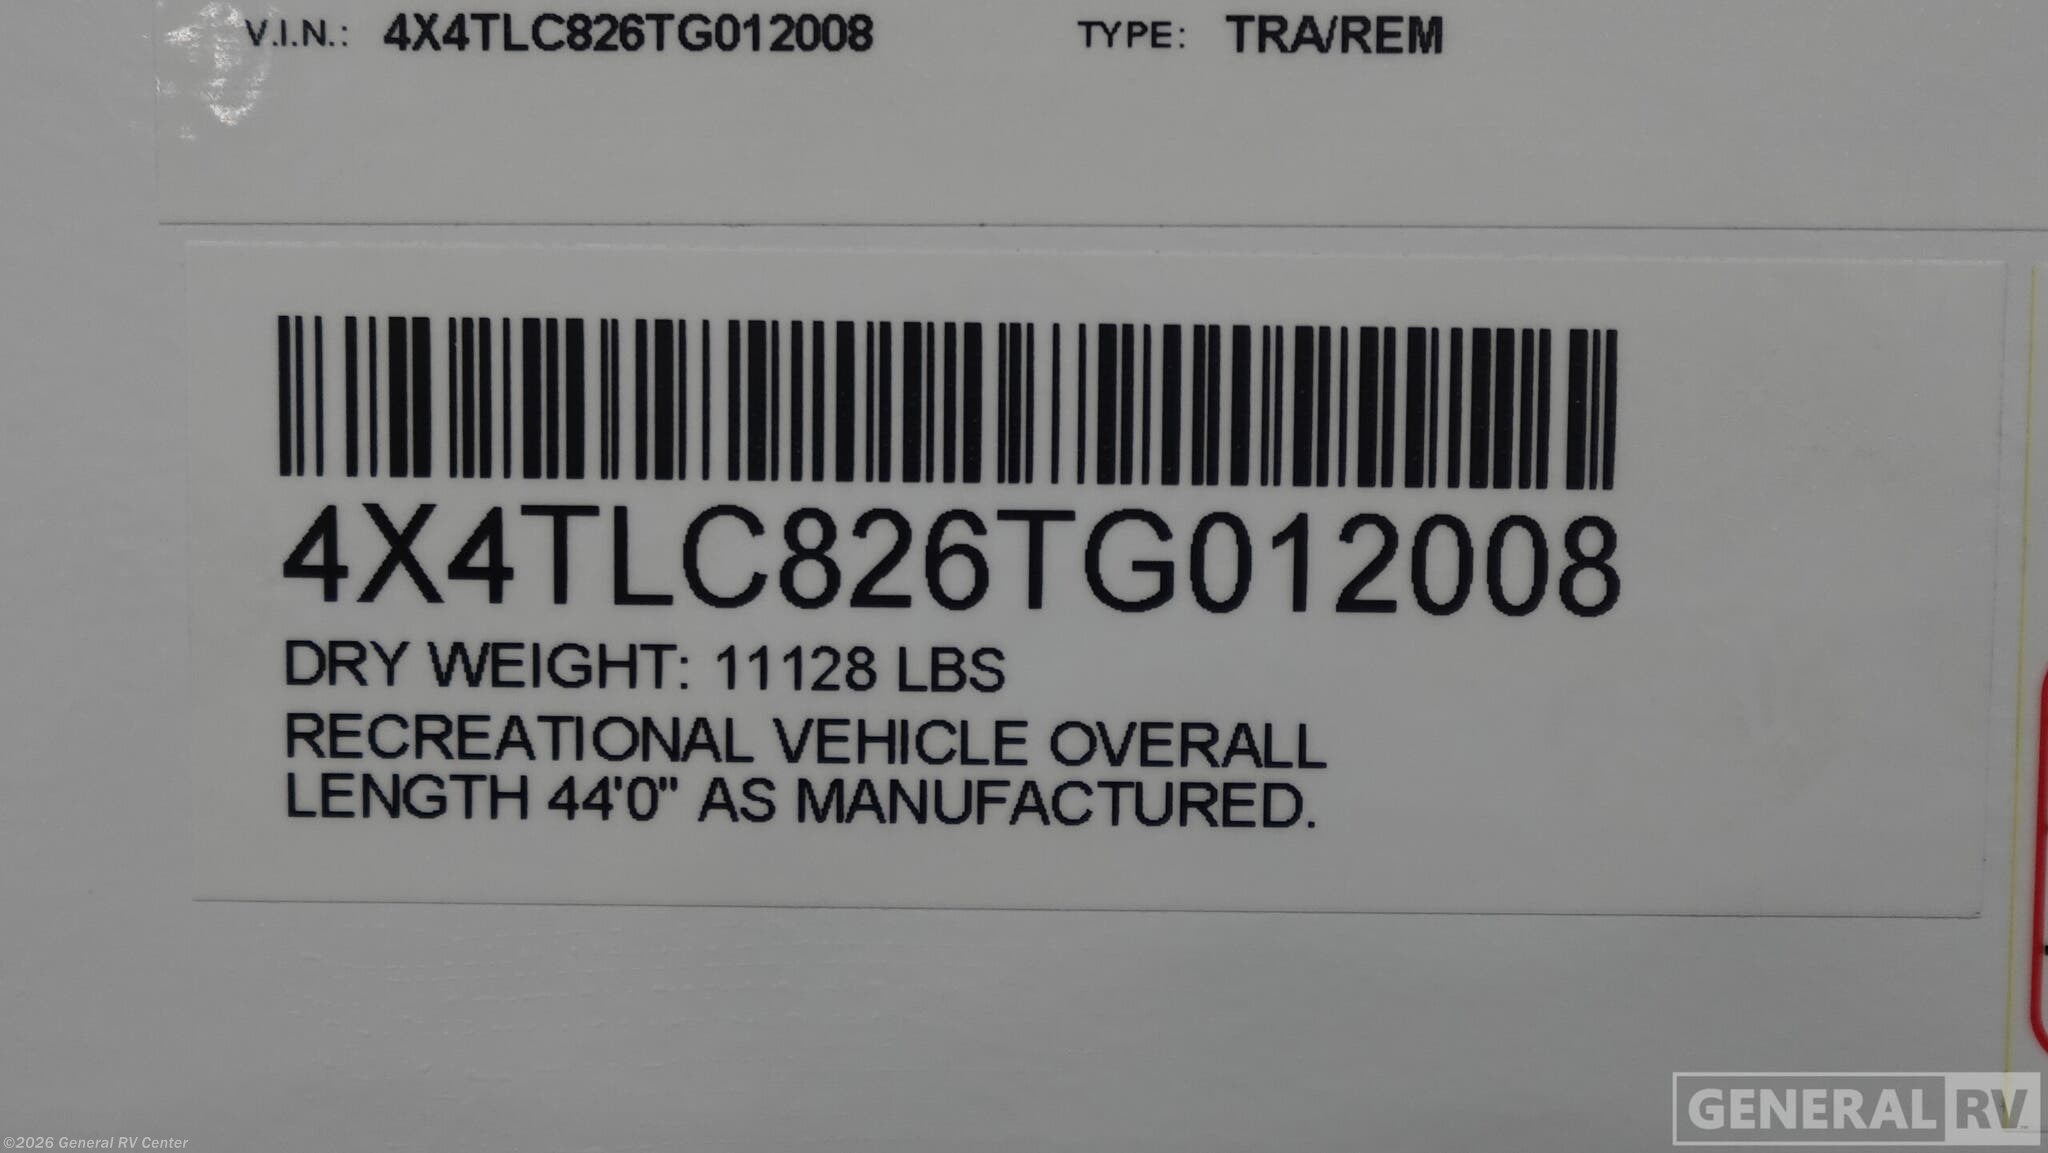 V.I.N.: 4X4TLC826TG012008 TYPE: TRA/REM
4X4TLC826TG012008
DRY WEIGHT: 11128 LBS
RECREATIONAL VEHICLE OVERALL
LENGTH 44'0" AS MANUFACTURED.
GENERAL RV
©2026 General RV Center